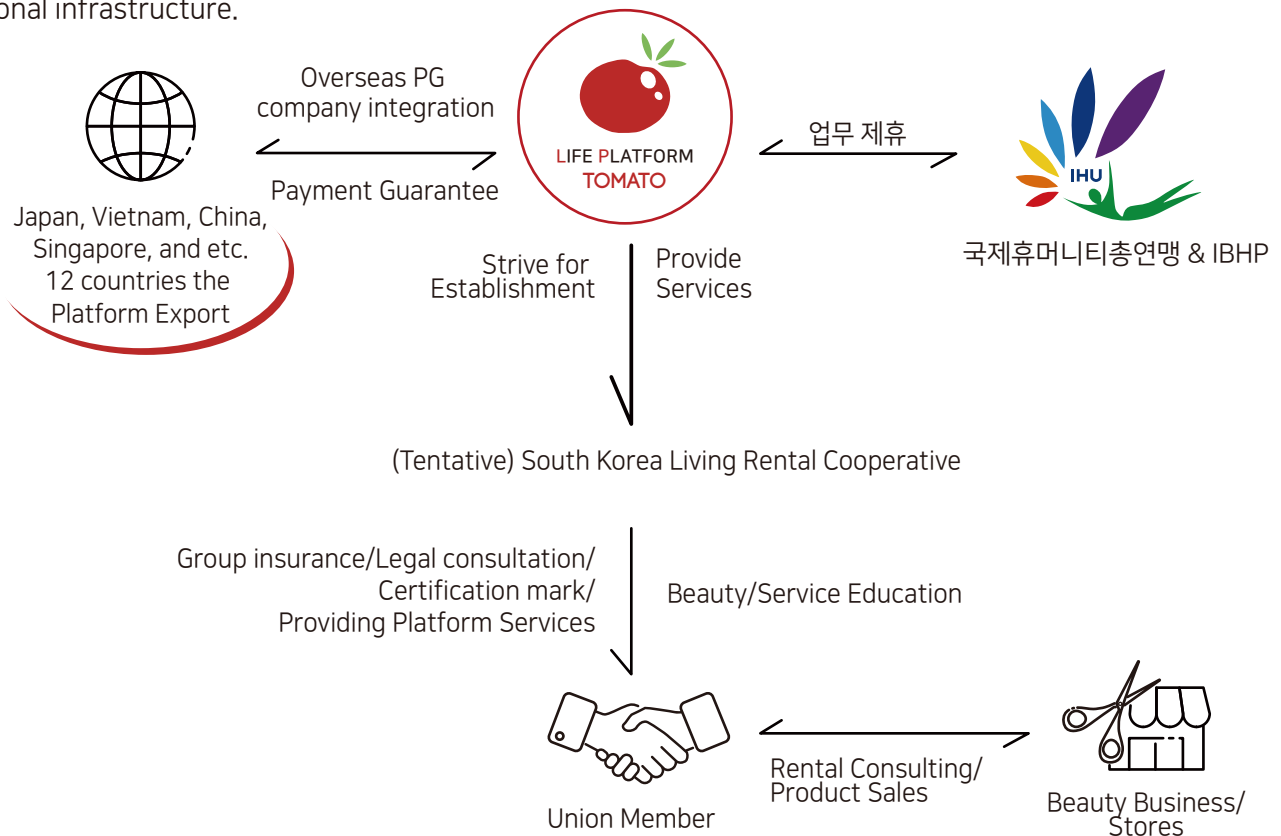 onal infrastructure.
Overseas PG
company integration
Payment Guarantee
Japan, Vietnam, China,
Singapore, and etc.
12 countries the
Platform Export
LIFE PLATFORM
TOMATO
업무 제휴
IHU
국제휴머니티총연맹 & IBHP
Strive for
Establishment
Provide
Services
(Tentative) South Korea Living Rental Cooperative
Group insurance/Legal consultation/
Certification mark/
Providing Platform Services
Beauty/Service Education
Union Member
Rental Consulting/
Product Sales
Beauty Business/
Stores